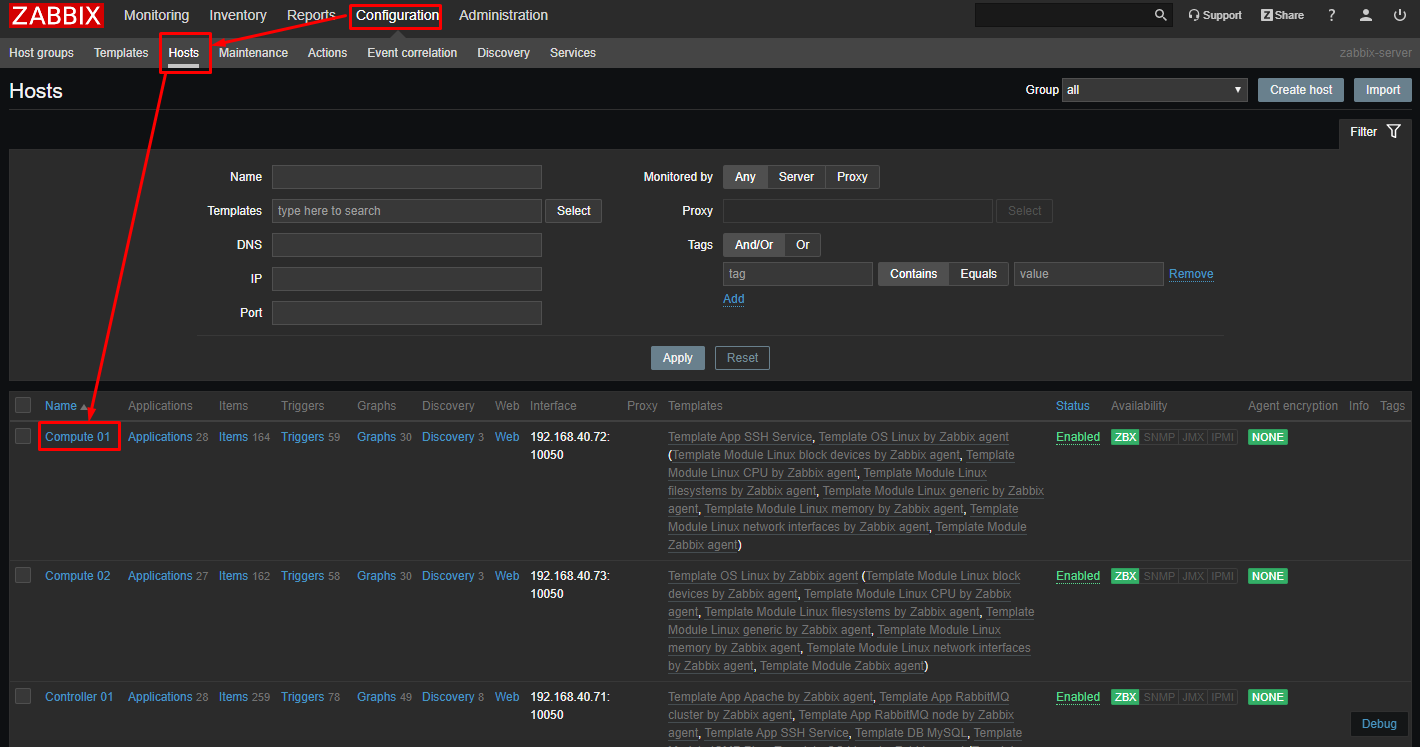 ZABBIX Monitoring Inventory Reports Configuration Administration Support Z Share ?
Host groups Templates Hosts Maintenance Actions Event correlation Discovery Services zabbix-server
Hosts Group all Create host Import
Filter
Name Monitored by Any Server Proxy
Templates type here to search Select Proxy Select
DNS Tags And/Or Or
IP tag Contains Equals value Remove
Add
Port
Apply Reset
Name Applications Items Triggers Graphs Discovery Web Interface Proxy Templates Status Availability Agent encryption Info Tags
Compute 01 Applications 28 Items 164 Triggers 59 Graphs 30 Discovery 3 Web 192.168.40.72: Template App SSH Service, Template OS Linux by Zabbix agent Enabled ZBX SNMP JMX IPMI NONE
10050 (Template Module Linux block devices by Zabbix agent, Template
Module Linux CPU by Zabbix agent, Template Module Linux
filesystems by Zabbix agent, Template Module Linux generic by Zabbix
agent, Template Module Linux memory by Zabbix agent, Template
Module Linux network interfaces by Zabbix agent, Template Module
Zabbix agent)
Compute 02 Applications 27 Items 162 Triggers 58 Graphs 30 Discovery 3 Web 192.168.40.73: Template OS Linux by Zabbix agent (Template Module Linux block Enabled ZBX SNMP JMX IPMI NONE
10050 devices by Zabbix agent, Template Module Linux CPU by Zabbix
agent, Template Module Linux filesystems by Zabbix agent, Template
Module Linux generic by Zabbix agent, Template Module Linux
memory by Zabbix agent, Template Module Linux network interfaces
by Zabbix agent, Template Module Zabbix agent)
Controller 01 Applications 28 Items 259 Triggers 78 Graphs 49 Discovery 8 Web 192.168.40.71: Template App Apache by Zabbix agent, Template App RabbitMQ Enabled ZBX SNMP JMX IPMI NONE
10050 cluster by Zabbix agent, Template App RabbitMQ node by Zabbix
agent, Template App SSH Service, Template DB MySQL, Template
Debug